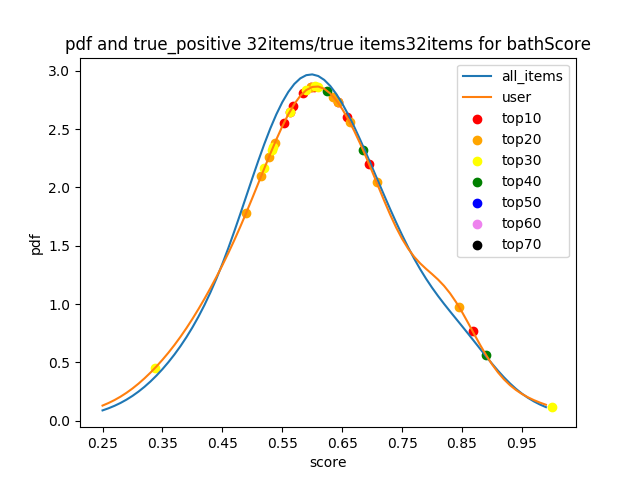 pdf and true_positive 32items/true items32items for bathScore
pdf
3.0
2.5
2.0
1.5
1.0
0.5
0.0
all_items
user
top10
top20
top30
top40
top50
top60
top70
0.25 0.35 0.45 0.55 0.65 0.75 0.85 0.95
score